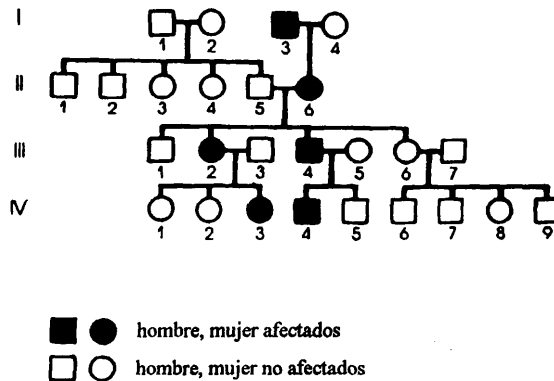 I
1 2 3 4
II
1 2 3 4 5 6
III
1 2 3 4 5 6 7
IV
1 2 3 4 5 6 7 8 9
hombre, mujer afectados
hombre, mujer no afectados